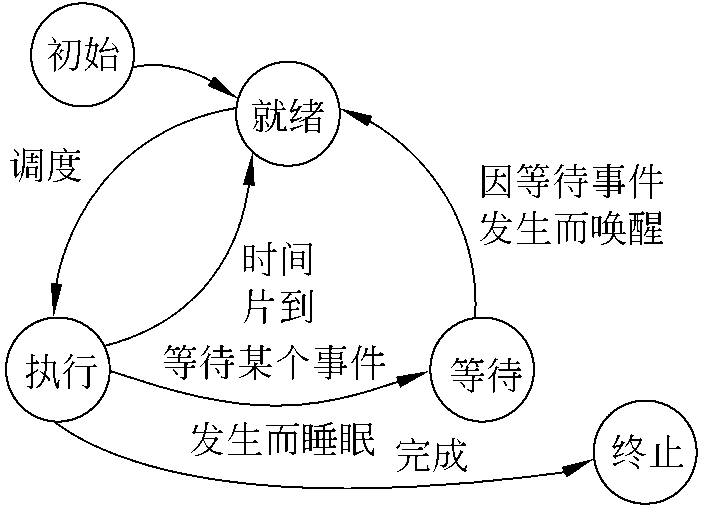 初始
就绪
调度
因等待事件
发生而唤醒
时间
片到
执行
等待某个事件
等待
发生而睡眠
完成
终止